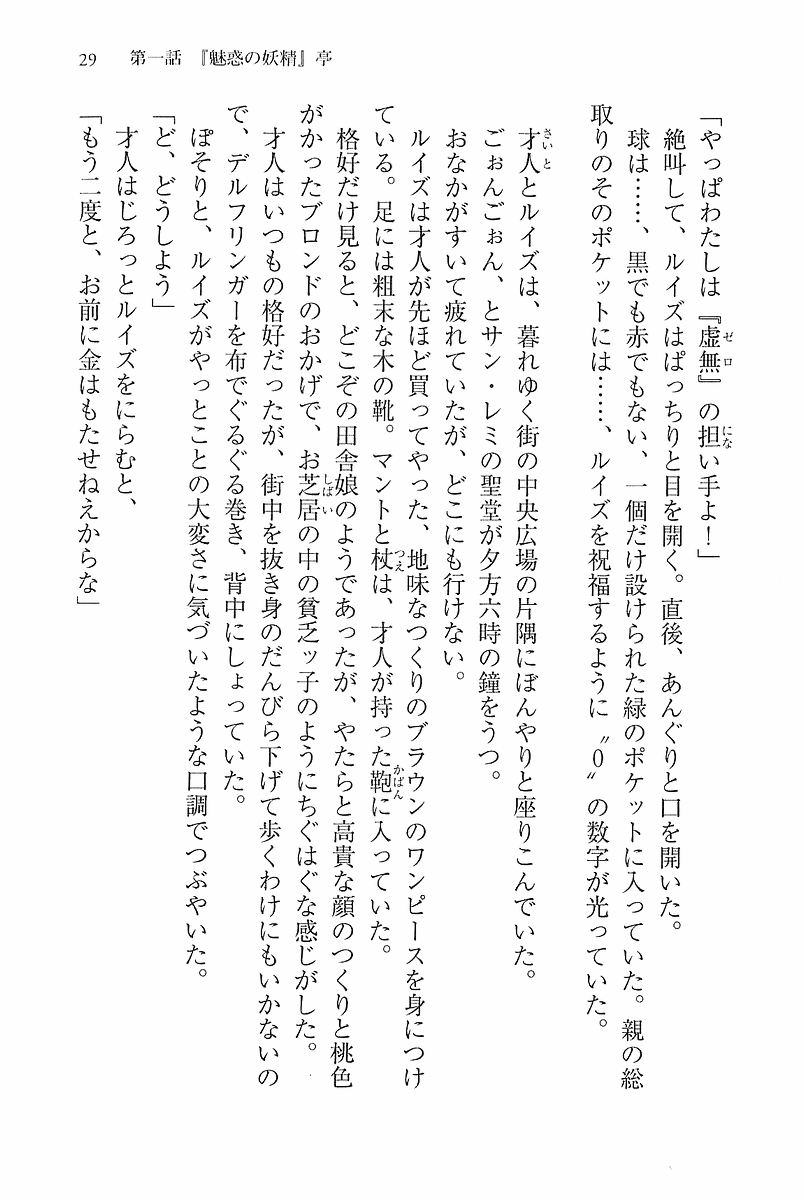 29　第一話　『魅惑の妖精』亭
「やっぱわたしは『虚無』の担い手よ！」
　絶叫して、ルイズはぱっちりと目を開く。直後、あんぐりと口を開いた。
　球は……、黒でも赤でもない、一個だけ設けられた緑のポケットに入っていた。親の総
取りのそのポケットには……、ルイズを祝福するように〝0〟の数字が光っていた。
　才人とルイズは、暮れゆく街の中央広場の片隅にぼんやりと座りこんでいた。
　ごぉんごぉん、とサン・レミの聖堂が夕方六時の鐘をうつ。
　おなかがすいて疲れていたが、どこにも行けない。
　ルイズは才人が先ほど買ってやった、地味なつくりのブラウンのワンピースを身につけ
ている。足には粗末な木の靴。マントと杖は、才人が持った鞄に入っていた。
　格好だけ見ると、どこぞの田舎娘のようであったが、やたらと高貴な顔のつくりと桃色
がかったブロンドのおかげで、お芝居の中の貧乏ッ子のようにちぐはぐな感じがした。
　才人はいつもの格好だったが、街中を抜き身のだんびら下げて歩くわけにもいかないの
で、デルフリンガーを布でぐるぐる巻き、背中にしょっていた。
　ぽそりと、ルイズがやっとことの大変さに気づいたような口調でつぶやいた。
「ど、どうしよう」
　才人はじろっとルイズをにらむと、
「もう二度と、お前に金はもたせねえからな」